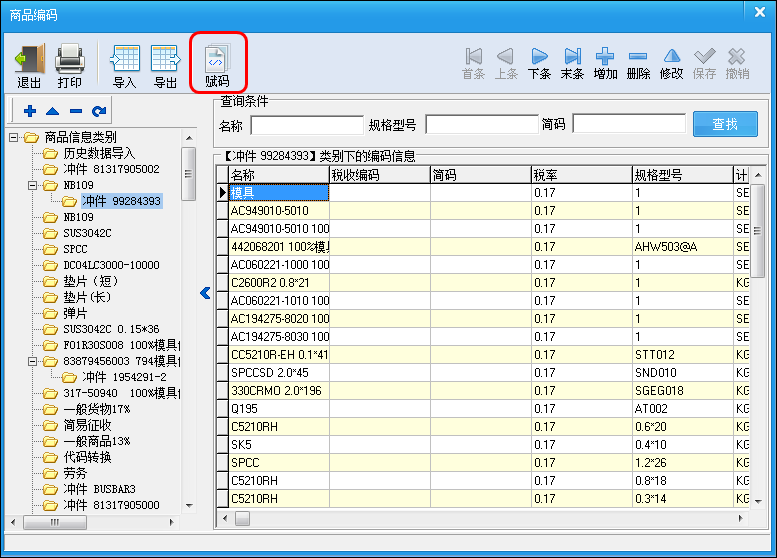 商品编码
退出 打印 导入 导出 赋码 首条 上条 下条 末条 增加 删除 修改 保存 撤销
查询条件
名称 规格型号 简码 查找
商品信息类别
历史数据导入
冲件 81317905002
NB109
冲件 99284393
NB109
SUS3042C
SPCC
DC04LC3000-10000
垫片（短）
垫片(长)
弹片
SUS3042C 0.15*36
F01R30S008 100%模具
83879456003 794模具
冲件 1954291-2
317-50940 100%模具
一般货物17%
简易征收
一般商品13%
代码转换
劳务
冲件 BUSBAR3
冲件 81317905000
【冲件 99284393】类别下的编码信息
名称 税收编码 简码 税率 规格型号 计
模具 0.17 1 SE
AC949010-5010 0.17 1 SE
AC949010-5010 100 0.17 1 SE
442068201 100%模 0.17 AHW503@A SE
AC060221-1000 100 0.17 1 SE
C2600R2 0.8*21 0.17 1 KG
AC060221-1010 100 0.17 1 SE
AC194275-8020 100 0.17 1 SE
AC194275-8030 100 0.17 1 SE
CC5210R-EH 0.1*41 0.17 STT012 KG
SPCCSD 2.0*45 0.17 SND010 KG
330CRMO 2.0*196 0.17 SGEG018 KG
Q195 0.17 AT002 KG
C5210RH 0.17 0.6*20 KG
SK5 0.17 0.4*10 KG
SPCC 0.17 1.2*26 KG
C5210RH 0.17 0.8*18 KG
C5210RH 0.17 0.3*14 KG